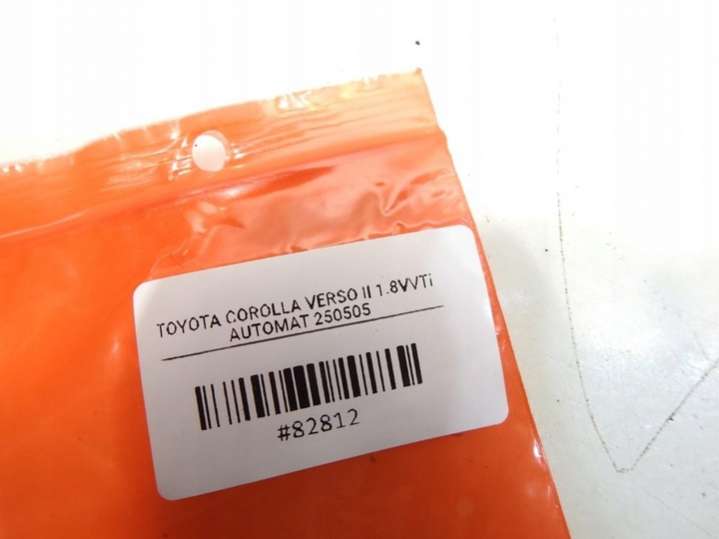 TOYOTA COROLLA VERSO II 1.8VVTi
AUTOMAT 250505
#82812